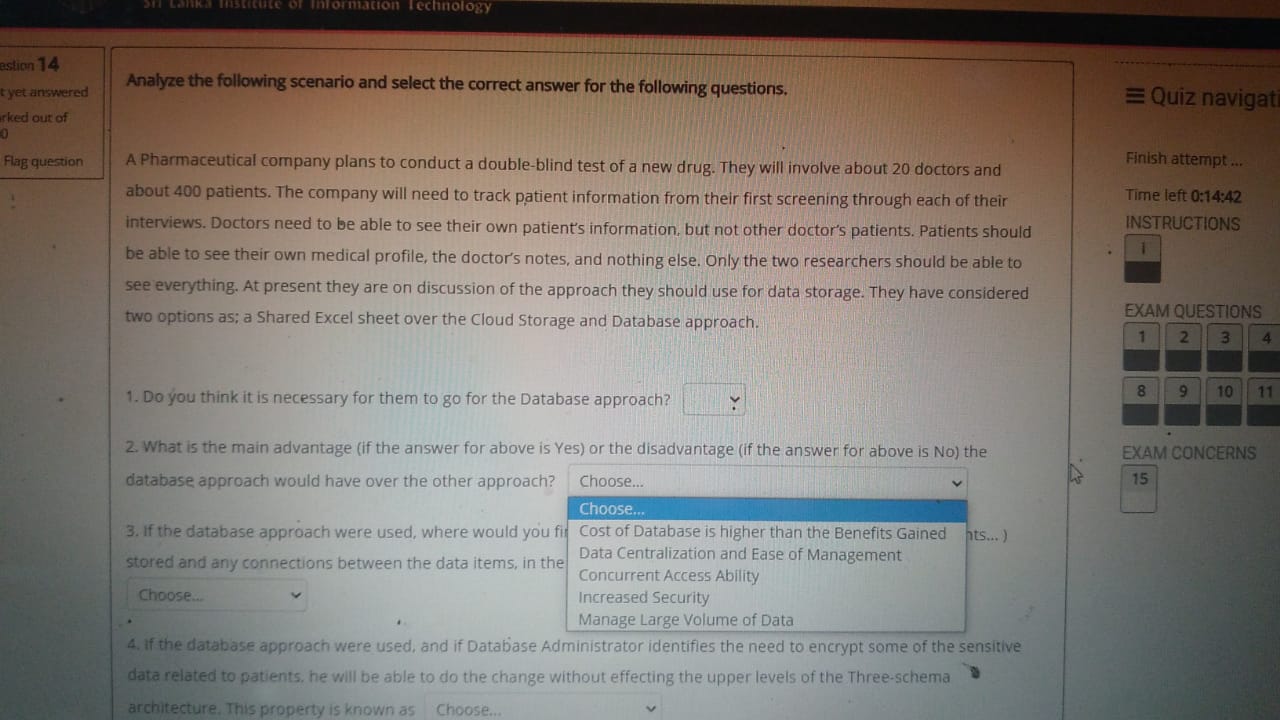 Sri Lanka Institute of Information Technology
estion 14
t yet answered
rked out of
0
Flag question
Analyze the following scenario and select the correct answer for the following questions.
A Pharmaceutical company plans to conduct a double-blind test of a new drug. They will involve about 20 doctors and
about 400 patients. The company will need to track patient information from their first screening through each of their
interviews. Doctors need to be able to see their own patient's information, but not other doctor's patients. Patients should
be able to see their own medical profile, the doctor's notes, and nothing else. Only the two researchers should be able to
see everything. At present they are on discussion of the approach they should use for data storage. They have considered
two options as; a Shared Excel sheet over the Cloud Storage and Database approach.
1. Do you think it is necessary for them to go for the Database approach?
2. What is the main advantage (if the answer for above is Yes) or the disadvantage (if the answer for above is No) the
database approach would have over the other approach? Choose...
Choose...
Cost of Database is higher than the Benefits Gained
Data Centralization and Ease of Management
Concurrent Access Ability
Increased Security
Manage Large Volume of Data
3. If the database approach were used, where would you fi nts... )
stored and any connections between the data items, in the
Choose...
4. If the database approach were used, and if Database Administrator identifies the need to encrypt some of the sensitive
data related to patients, he will be able to do the change without effecting the upper levels of the Three-schema
architecture. This property is known as Choose...
Quiz navigati
Finish attempt ...
Time left 0:14:42
INSTRUCTIONS
i
EXAM QUESTIONS
1 2 3 4
8 9 10 11
EXAM CONCERNS
15